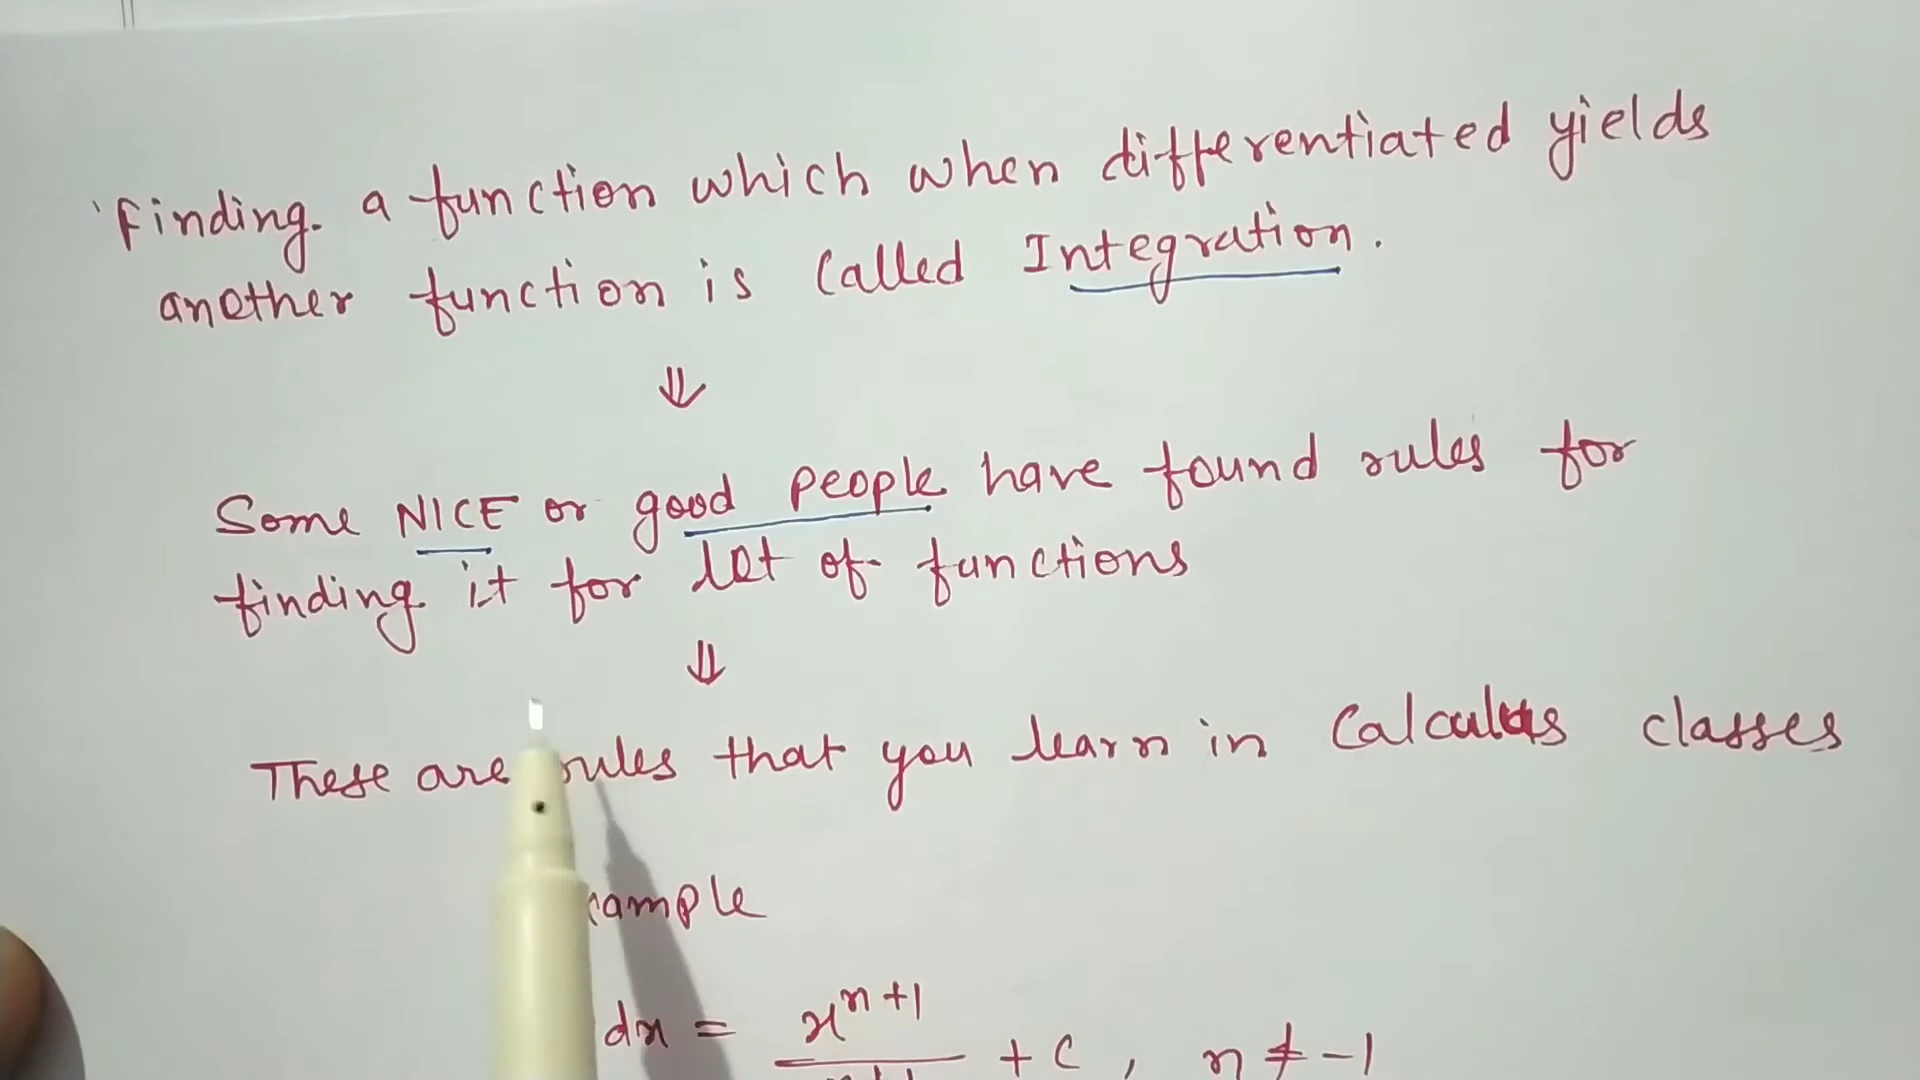 Finding a function which when differentiated yields
another function is called Integration.
⇓
Some NICE or good people have found rules for
finding it for lot of functions
⇓
These are rules that you learn in Calculus classes
dx = x^{n+1}
+ c , n ≠ -1